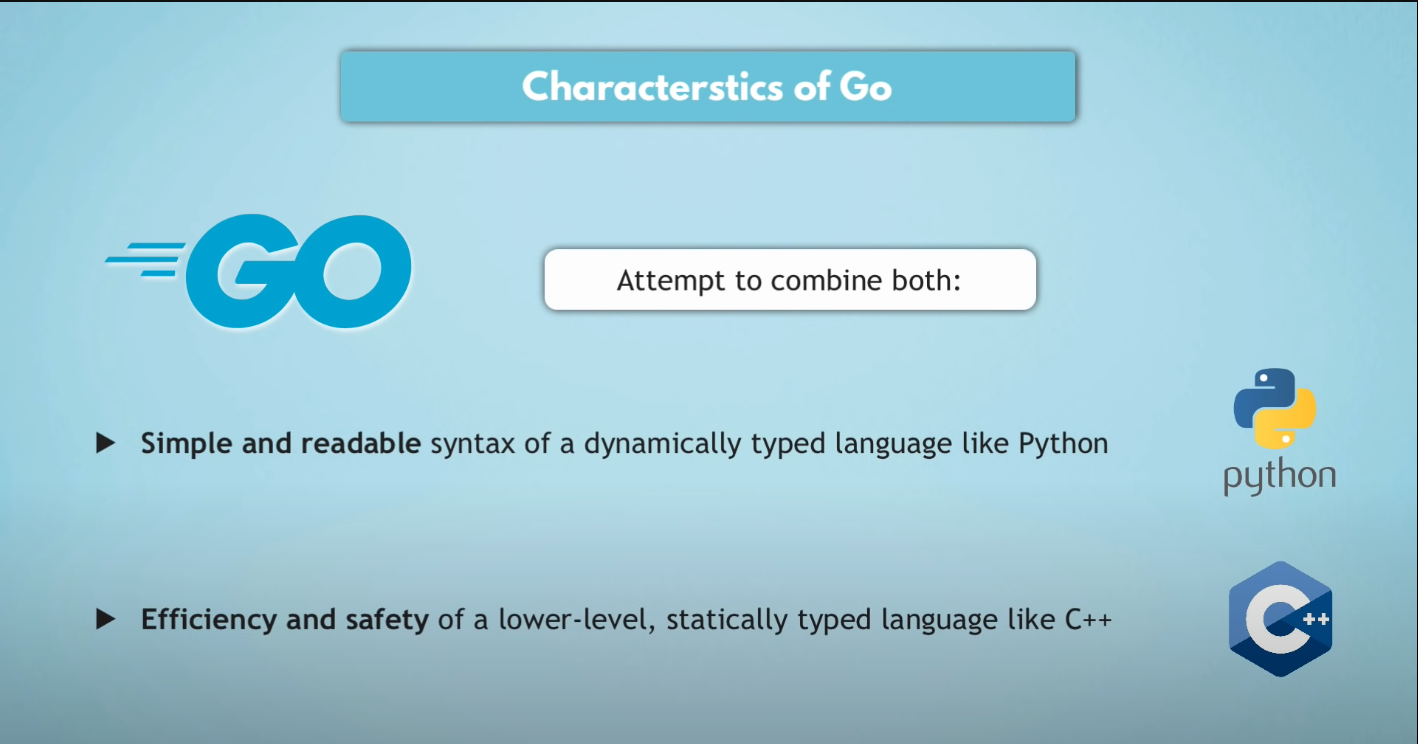 Characterstics of Go
GO
Attempt to combine both:
Simple and readable syntax of a dynamically typed language like Python
python
Efficiency and safety of a lower-level, statically typed language like C++
C++